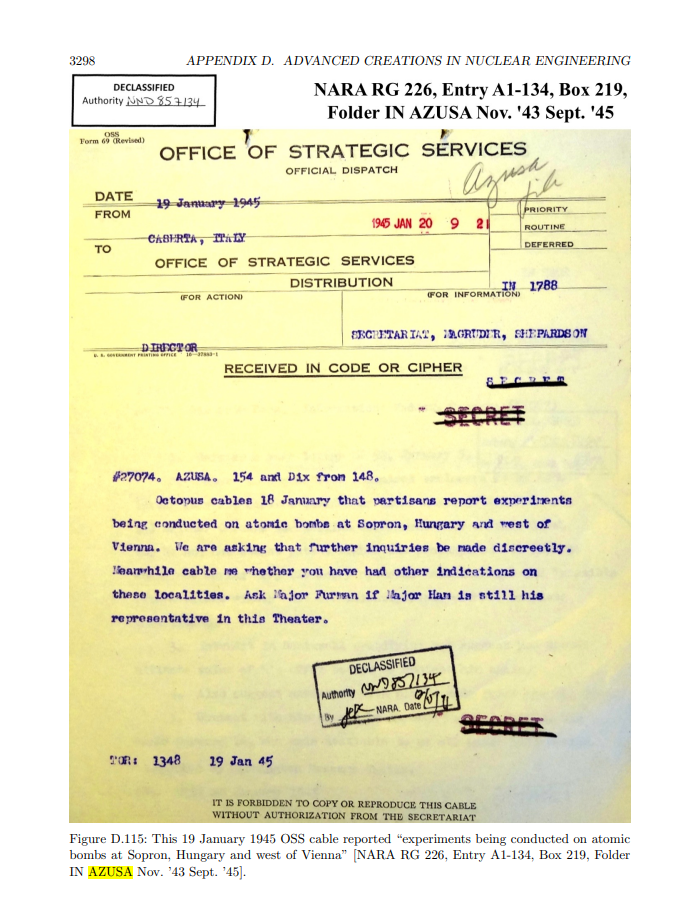 3298 APPENDIX D. ADVANCED CREATIONS IN NUCLEAR ENGINEERING
DECLASSIFIED
Authority NND 857134
NARA RG 226, Entry A1-134, Box 219,
Folder IN AZUSA Nov. '43 Sept. '45
OSS
Form 69 (Revised)
OFFICE OF STRATEGIC SERVICES
OFFICIAL DISPATCH
Azusa
file
DATE 19 January 1945
FROM
1945 JAN 20 9 21
PRIORITY
ROUTINE
DEFERRED
CASERTA, ITALY
TO
OFFICE OF STRATEGIC SERVICES
DISTRIBUTION
IN 1788
(FOR ACTION) (FOR INFORMATION)
SECRETARIAT, MAGRUDER, SHEPARDSON
DIRECTOR
U. S. GOVERNMENT PRINTING OFFICE
RECEIVED IN CODE OR CIPHER
SECRET
SECRET
#27074. AZUSA. 154 and Dix from 148.
Octopus cables 18 January that partisans report experiments
being conducted on atomic bombs at Sopron, Hungary and west of
Vienna. We are asking that further inquiries be made discreetly.
Meanwhile cable me whether you have had other indications on
these localities. Ask Major Furman if Major Ham is still his
representative in this Theater.
DECLASSIFIED
Authority NND 857134
By NARA. Date
SECRET
TOR: 1348 19 Jan 45
IT IS FORBIDDEN TO COPY OR REPRODUCE THIS CABLE
WITHOUT AUTHORIZATION FROM THE SECRETARIAT
Figure D.115: This 19 January 1945 OSS cable reported “experiments being conducted on atomic
bombs at Sopron, Hungary and west of Vienna” [NARA RG 226, Entry A1-134, Box 219, Folder
IN AZUSA Nov. ’43 Sept. ’45].